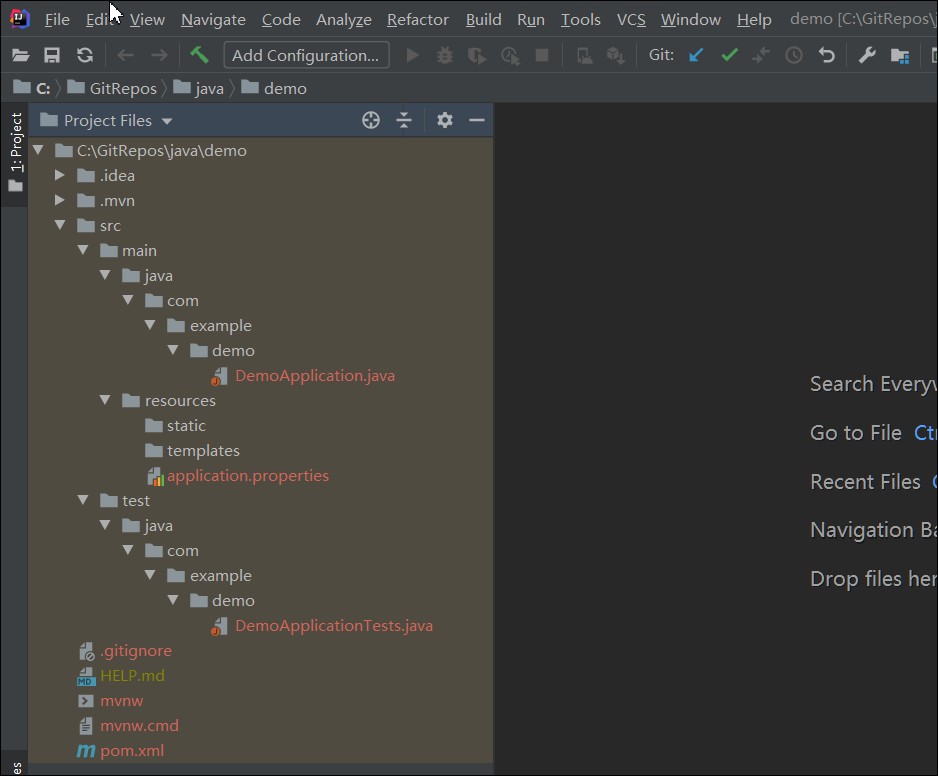 File Edit View Navigate Code Analyze Refactor Build Run Tools VCS Window Help demo [C:\GitRepos\j
Add Configuration... Git:
C: GitRepos java demo
1: Project
Project Files
C:\GitRepos\java\demo
.idea
.mvn
src
main
java
com
example
demo
DemoApplication.java
resources
static
templates
application.properties
test
java
com
example
demo
DemoApplicationTests.java
.gitignore
HELP.md
mvnw
mvnw.cmd
pom.xml
Search Everyw
Go to File Ctr
Recent Files C
Navigation Ba
Drop files her
es